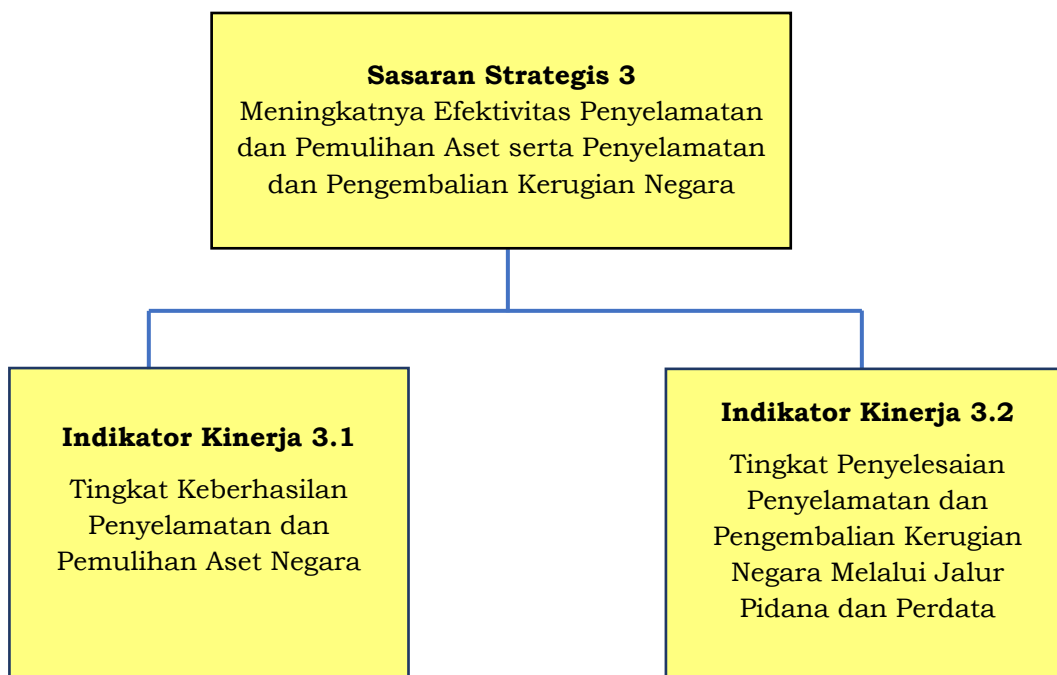 Sasaran Strategis 3
Meningkatnya Efektivitas Penyelamatan
dan Pemulihan Aset serta Penyelamatan
dan Pengembalian Kerugian Negara
Indikator Kinerja 3.1
Tingkat Keberhasilan
Penyelamatan dan
Pemulihan Aset Negara
Indikator Kinerja 3.2
Tingkat Penyelesaian
Penyelamatan dan
Pengembalian Kerugian
Negara Melalui Jalur
Pidana dan Perdata